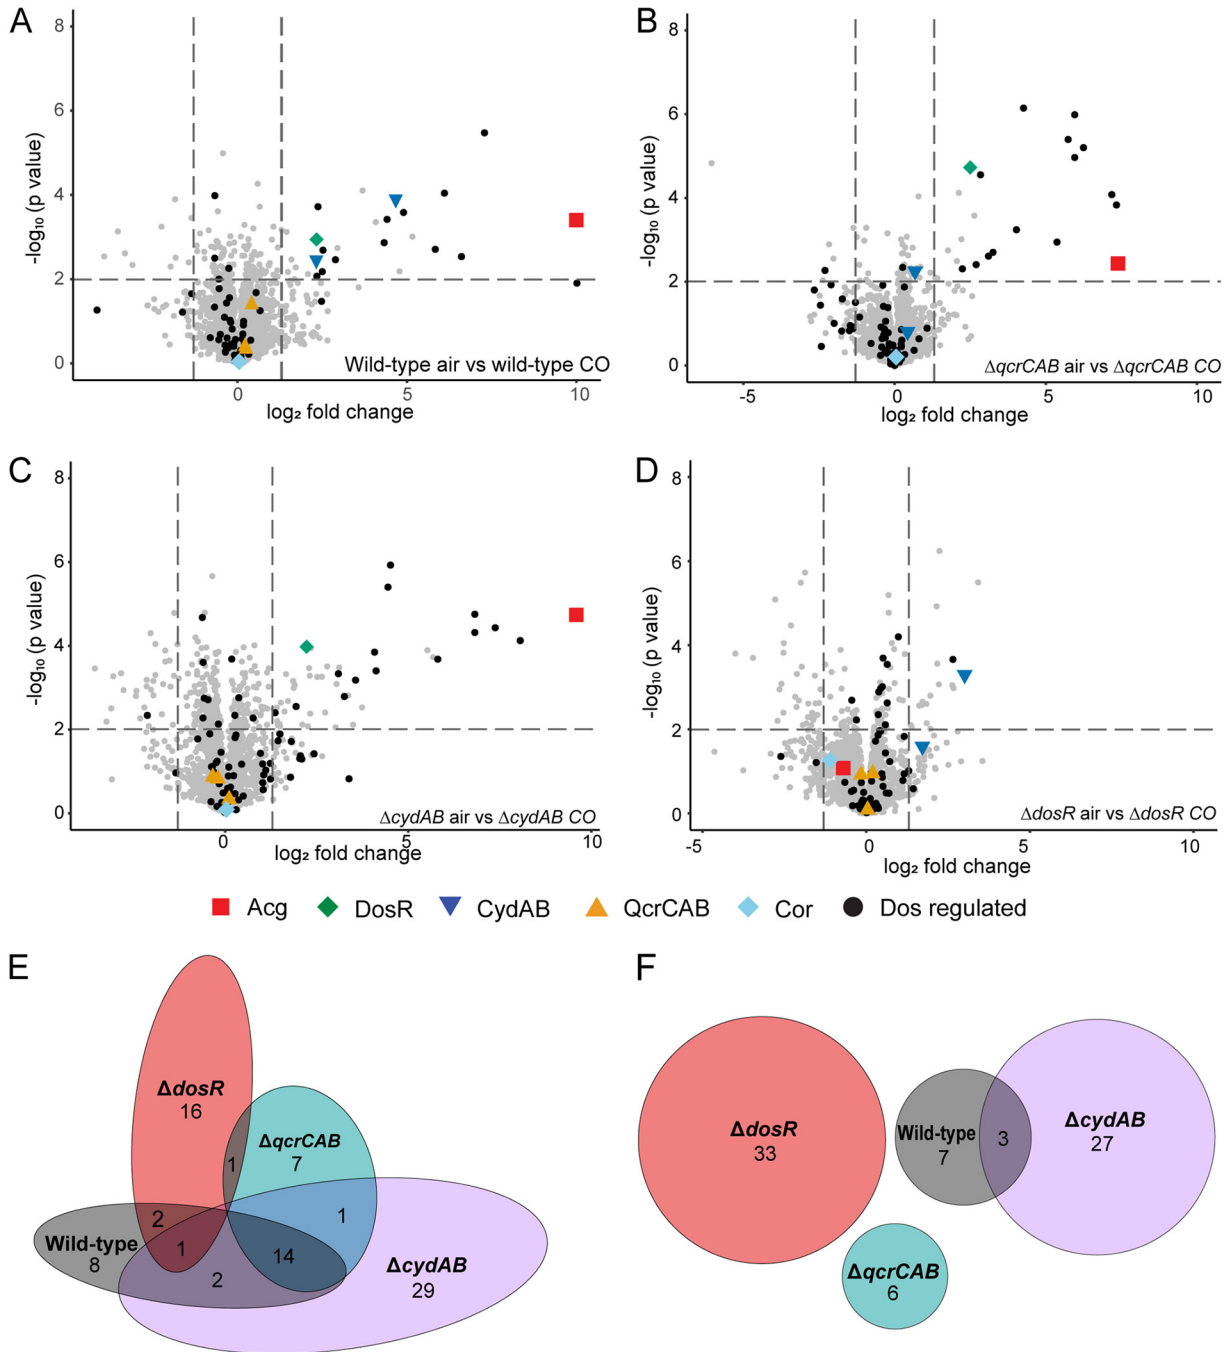 A
8
6
4
2
0
-log₁₀ (p value)
0
5
10
log₂ fold change
Wild-type air vs wild-type CO
B
8
6
4
2
0
-log₁₀ (p value)
-5
0
5
10
log₂ fold change
ΔqcrCAB air vs ΔqcrCAB CO
C
8
6
4
2
0
-log₁₀ (p value)
0
5
10
log₂ fold change
ΔcydAB air vs ΔcydAB CO
D
8
6
4
2
0
-log₁₀ (p value)
-5
0
5
10
log₂ fold change
ΔdosR air vs ΔdosR CO
Acg DosR CydAB QcrCAB Cor Dos regulated
E
ΔdosR
16
ΔqcrCAB
7
1
1
2
Wild-type
8
1
14
2
ΔcydAB
29
F
ΔdosR
33
Wild-type
7
3
ΔcydAB
27
ΔqcrCAB
6